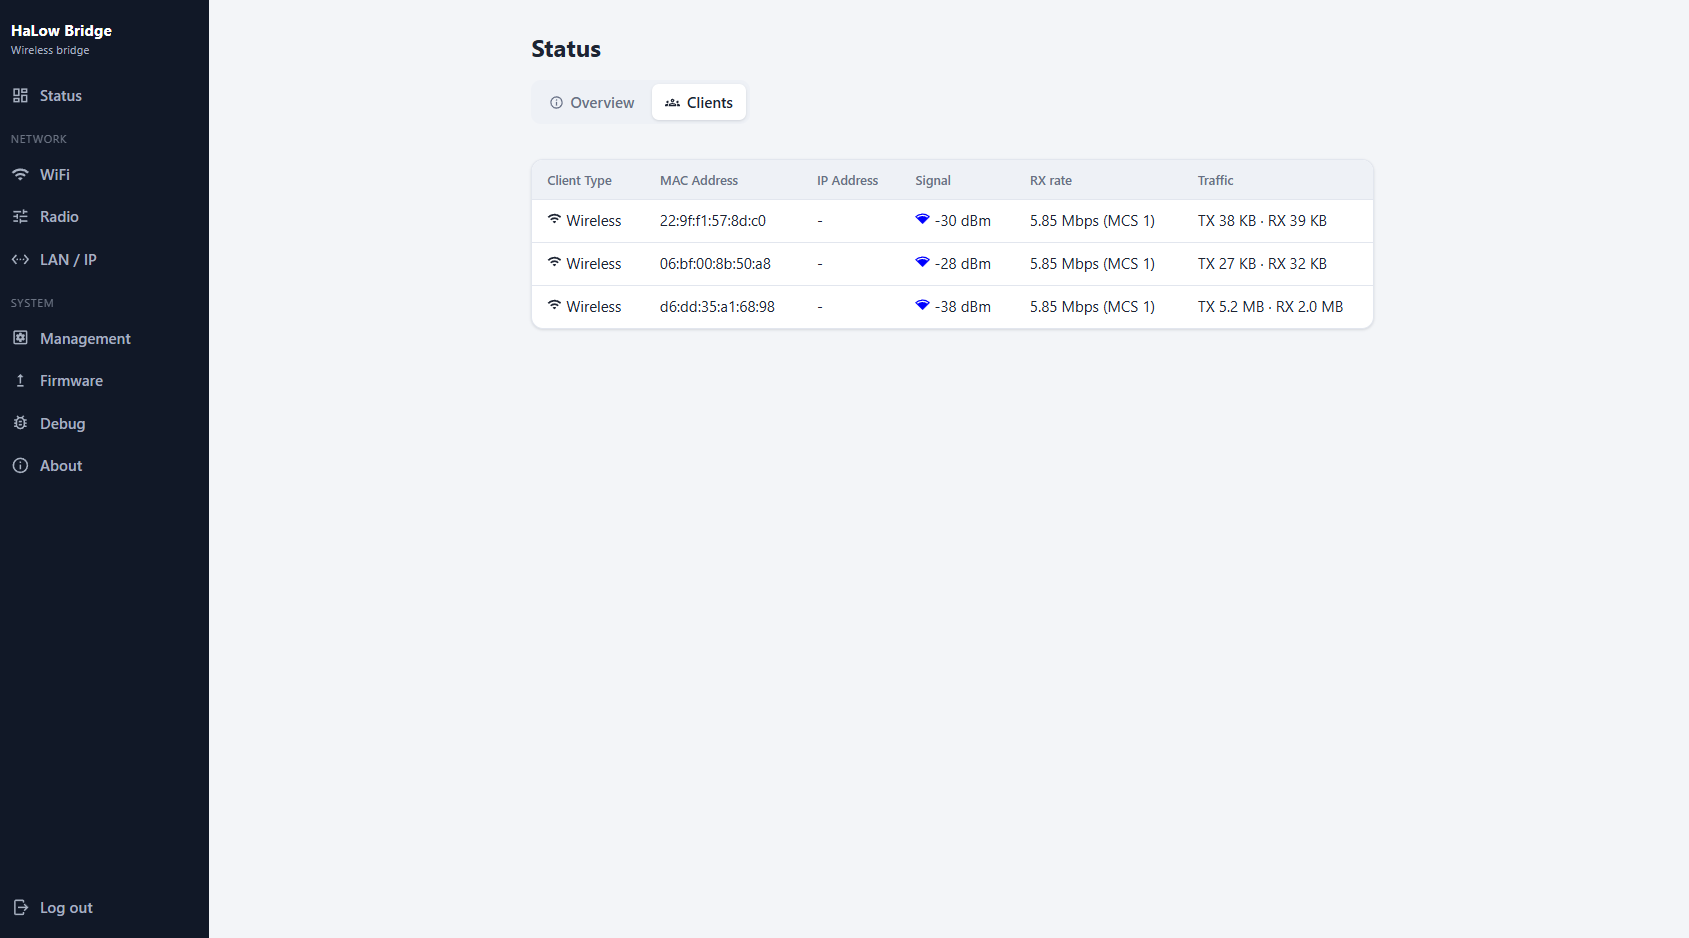 HaLow Bridge
Wireless bridge
Status
NETWORK
WiFi
Radio
LAN / IP
SYSTEM
Management
Firmware
Debug
About
Log out
Status
Overview Clients
Client Type MAC Address IP Address Signal RX rate Traffic
Wireless 22:9f:f1:57:8d:c0 - -30 dBm 5.85 Mbps (MCS 1) TX 38 KB · RX 39 KB
Wireless 06:bf:00:8b:50:a8 - -28 dBm 5.85 Mbps (MCS 1) TX 27 KB · RX 32 KB
Wireless d6:dd:35:a1:68:98 - -38 dBm 5.85 Mbps (MCS 1) TX 5.2 MB · RX 2.0 MB